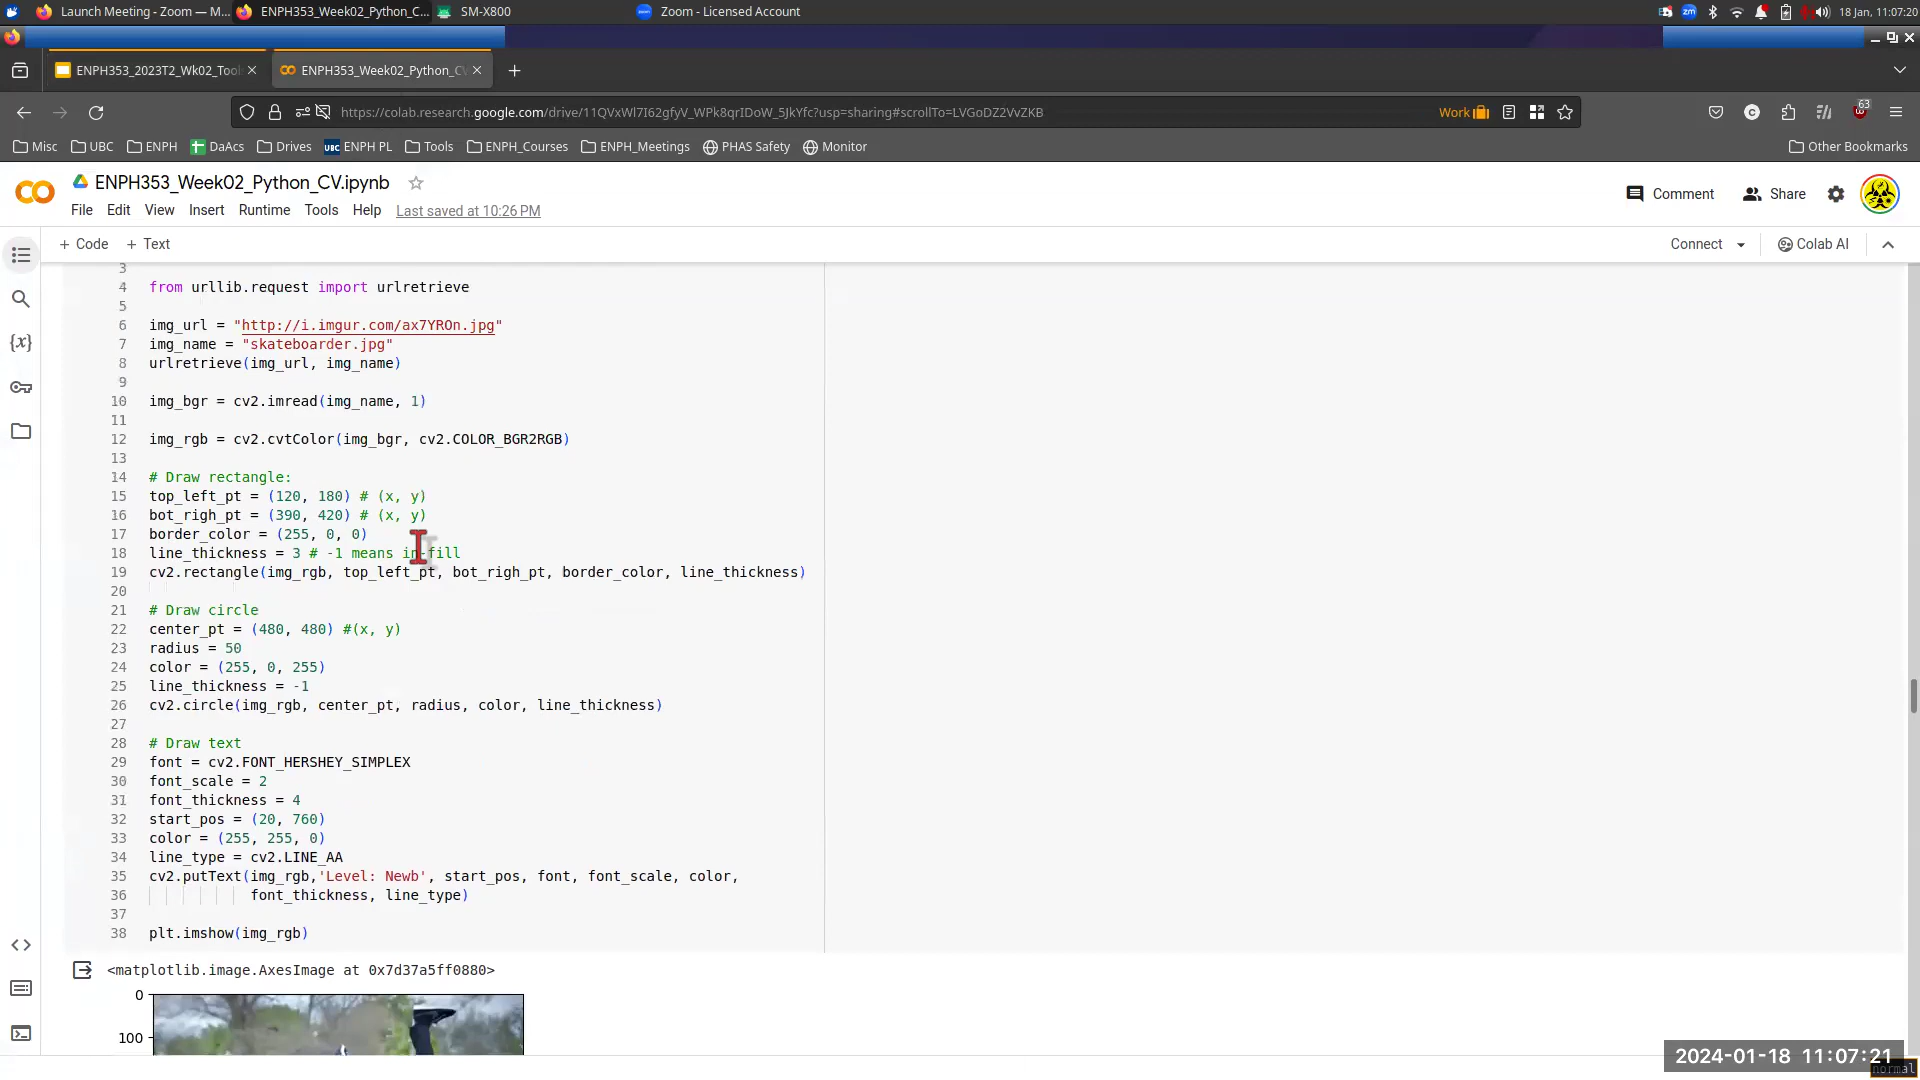 Launch Meeting - Zoom — M...
ENPH353_Week02_Python_C...
SM-X800
Zoom - Licensed Account
18 Jan, 11:07:20
ENPH353_2023T2_Wk02_Too
ENPH353_Week02_Python_CV
https://colab.research.google.com/drive/11QVxWl7I62gfyV_WPk8qrIDoW_5JkYfc?usp=sharing#scrollTo=LVGoDZ2VvZKB
Work
63
Misc
UBC
ENPH
DaAcs
Drives
UBC ENPH PL
Tools
ENPH_Courses
ENPH_Meetings
PHAS Safety
Monitor
Other Bookmarks
ENPH353_Week02_Python_CV.ipynb
File Edit View Insert Runtime Tools Help Last saved at 10:26 PM
Comment
Share
+ Code + Text
Connect
Colab AI
3
4 from urllib.request import urlretrieve
5
6 img_url = "http://i.imgur.com/ax7YROn.jpg"
7 img_name = "skateboarder.jpg"
8 urlretrieve(img_url, img_name)
9
10 img_bgr = cv2.imread(img_name, 1)
11
12 img_rgb = cv2.cvtColor(img_bgr, cv2.COLOR_BGR2RGB)
13
14 # Draw rectangle:
15 top_left_pt = (120, 180) # (x, y)
16 bot_righ_pt = (390, 420) # (x, y)
17 border_color = (255, 0, 0)
18 line_thickness = 3 # -1 means in-fill
19 cv2.rectangle(img_rgb, top_left_pt, bot_righ_pt, border_color, line_thickness)
20
21 # Draw circle
22 center_pt = (480, 480) #(x, y)
23 radius = 50
24 color = (255, 0, 255)
25 line_thickness = -1
26 cv2.circle(img_rgb, center_pt, radius, color, line_thickness)
27
28 # Draw text
29 font = cv2.FONT_HERSHEY_SIMPLEX
30 font_scale = 2
31 font_thickness = 4
32 start_pos = (20, 760)
33 color = (255, 255, 0)
34 line_type = cv2.LINE_AA
35 cv2.putText(img_rgb,'Level: Newb', start_pos, font, font_scale, color,
36 font_thickness, line_type)
37
38 plt.imshow(img_rgb)
<matplotlib.image.AxesImage at 0x7d37a5ff0880>
0
100
2024-01-18 11:07:21
normal